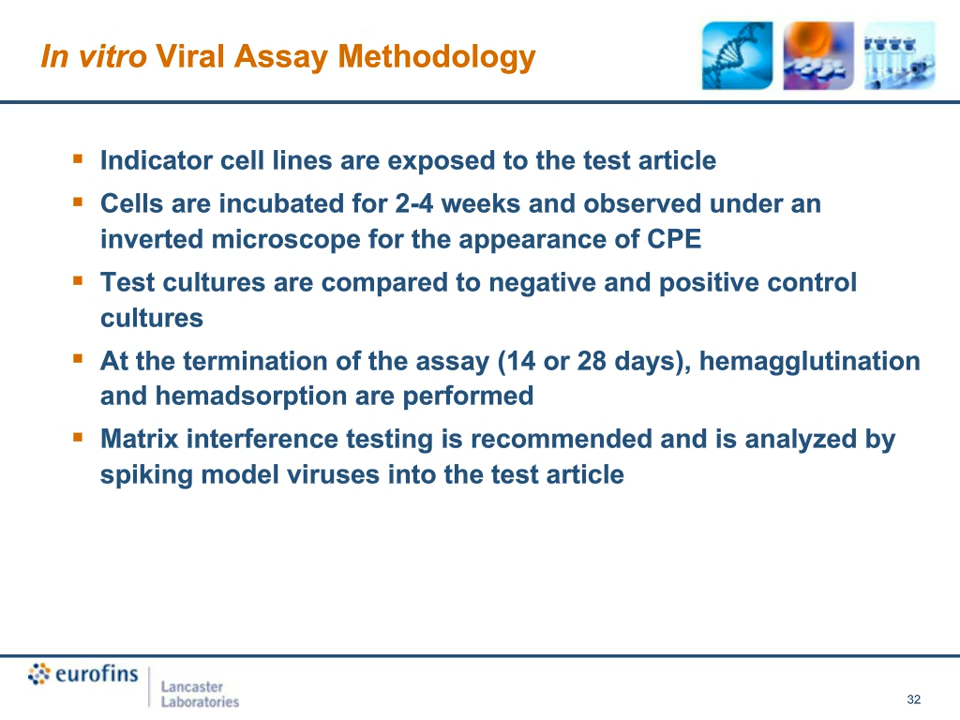 In vitro Viral Assay Methodology
▪ Indicator cell lines are exposed to the test article
▪ Cells are incubated for 2-4 weeks and observed under an
inverted microscope for the appearance of CPE
▪ Test cultures are compared to negative and positive control
cultures
▪ At the termination of the assay (14 or 28 days), hemagglutination
and hemadsorption are performed
▪ Matrix interference testing is recommended and is analyzed by
spiking model viruses into the test article
eurofins
Lancaster
Laboratories
32